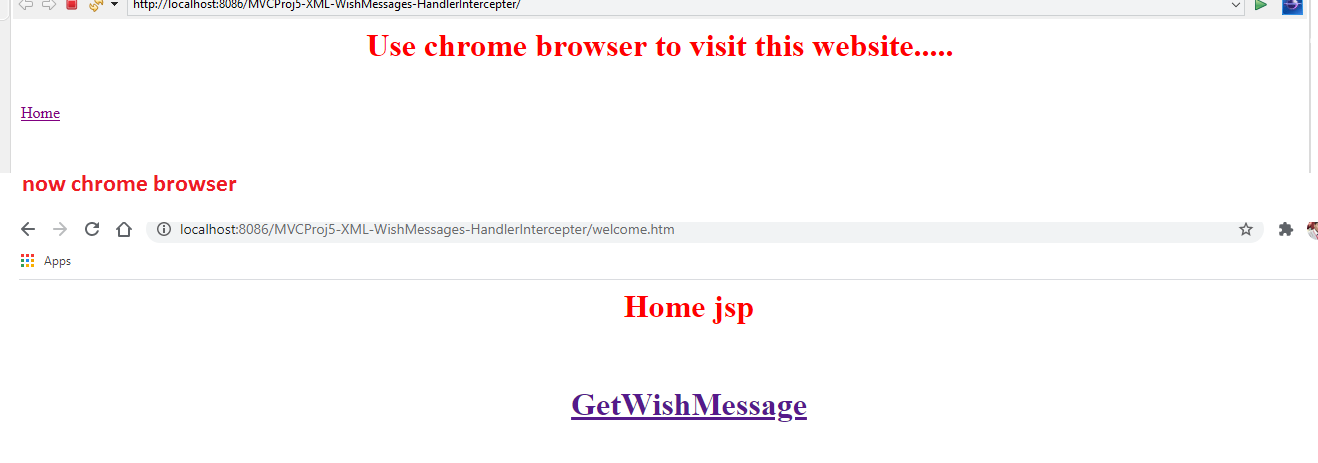 http://localhost:8086/MVCProj5-XML-WishMessages-HandlerIntercepter/
Use chrome browser to visit this website.....
Home
now chrome browser
localhost:8086/MVCProj5-XML-WishMessages-HandlerIntercepter/welcome.htm
Apps
Home jsp
GetWishMessage